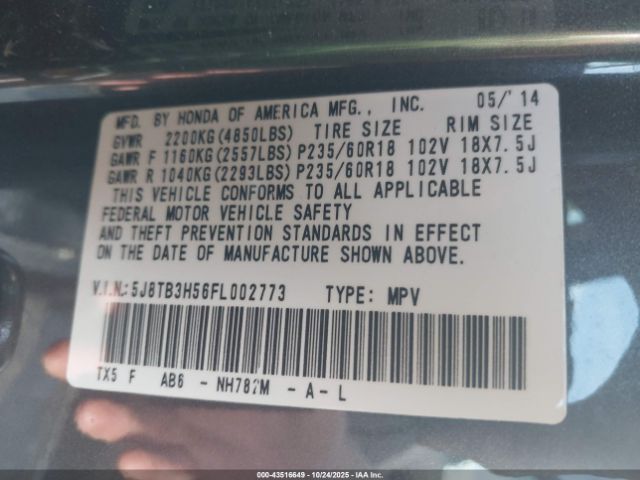 MFD. BY HONDA OF AMERICA MFG., INC. 05/'14
GVWR 2200KG(4850LBS) TIRE SIZE RIM SIZE
GAWR F 1160KG(2557LBS) P235/60R18 102V 18X7.5J
GAWR R 1040KG(2293LBS) P235/60R18 102V 18X7.5J
THIS VEHICLE CONFORMS TO ALL APPLICABLE
FEDERAL MOTOR VEHICLE SAFETY
AND THEFT PREVENTION STANDARDS IN EFFECT
ON THE DATE OF MANUFACTURE SHOWN ABOVE.
V.I.N.:5J8TB3H56FL002773 TYPE: MPV
TX5 F AB6 - NH782M - A - L
00-43516649 - 10/24/2025 - IAAI.com